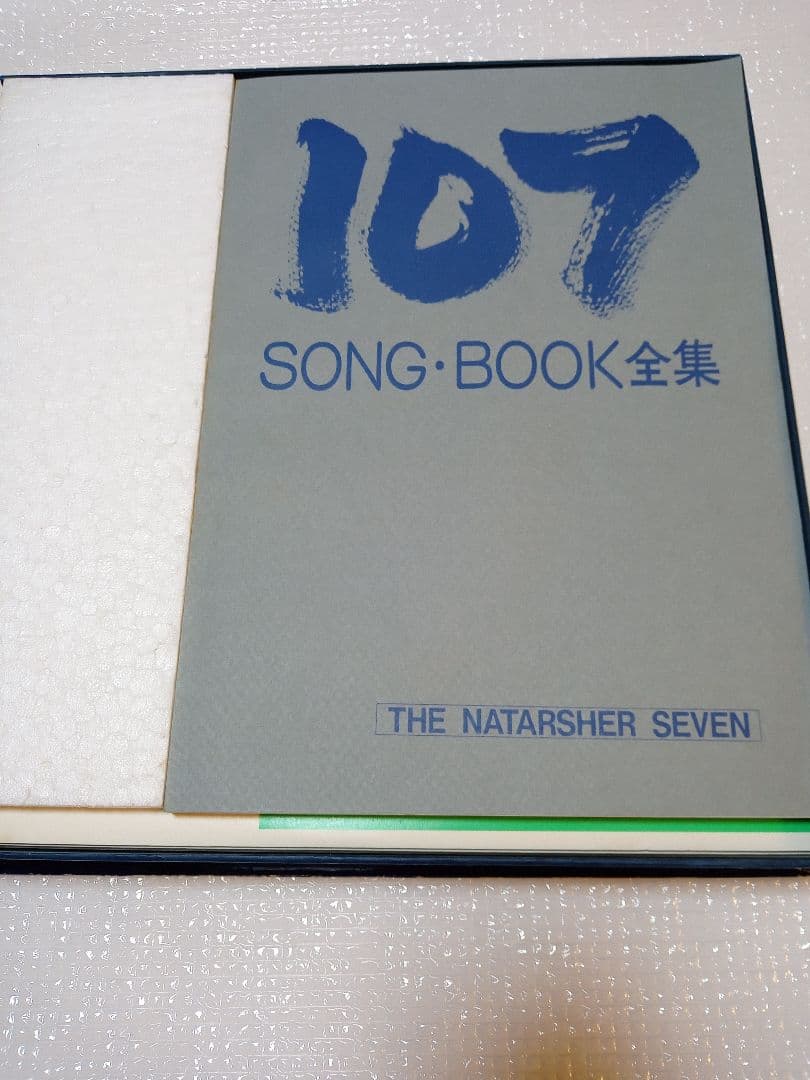 107
SONG・BOOK全集
THE NATARSHER SEVEN